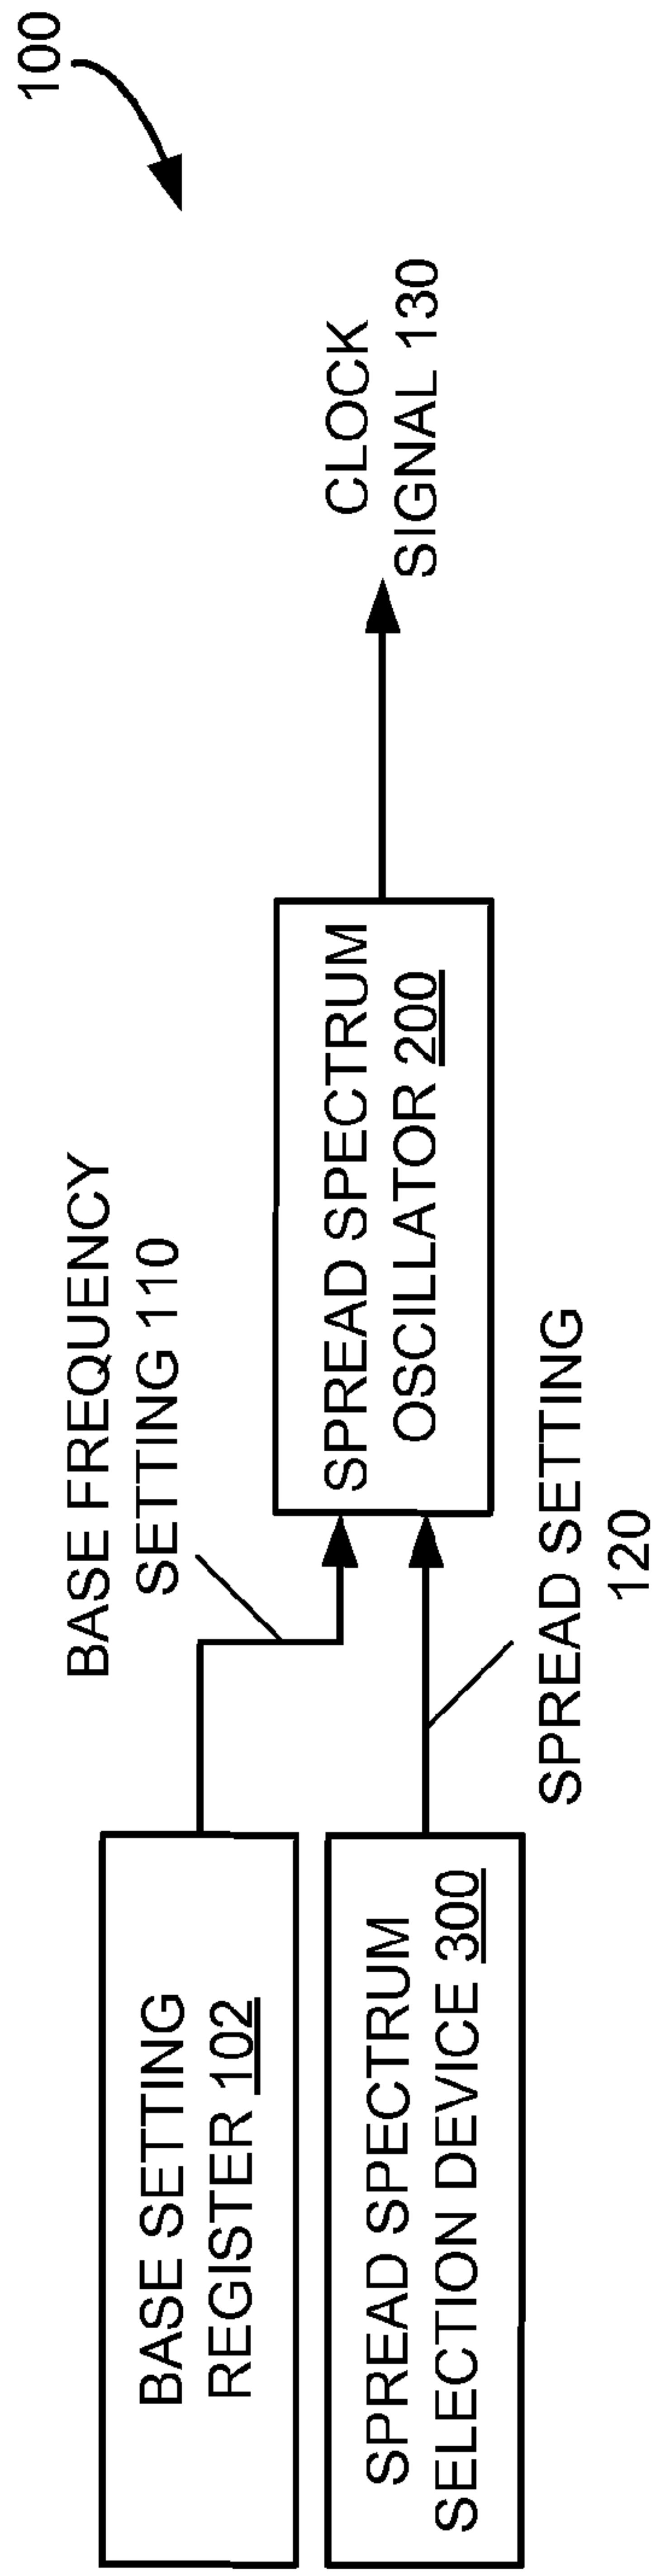 100
BASE FREQUENCY
SETTING 110
BASE SETTING
REGISTER 102
SPREAD SPECTRUM
OSCILLATOR 200
CLOCK
SIGNAL 130
SPREAD SPECTRUM
SELECTION DEVICE 300
SPREAD SETTING
120